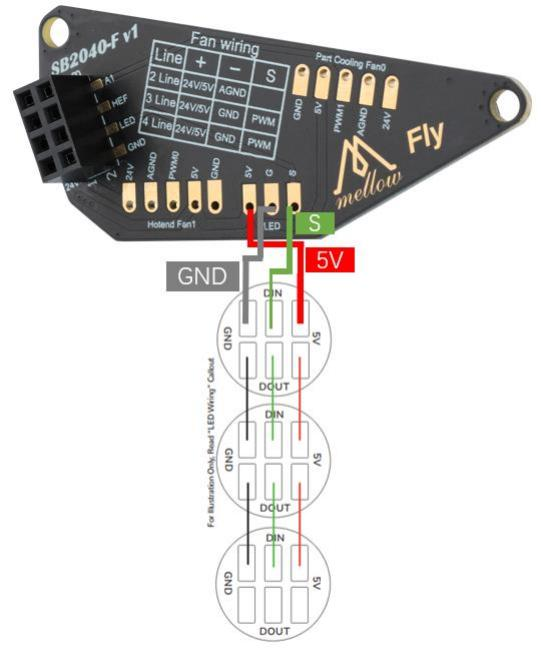 SB2040-F v1
Fan wiring
Line + − S
2 Line 24V/5V AGND
3 Line 24V/5V GND PWM
4 Line 24V/5V GND PWM
Part Cooling Fan0
GND 5V PWM1 AGND 24V
A1
HEF
LED
GND
24V
1
2
Fly
mellow
24V AGND PWM0 5V GND
Hotend Fan1
5V G S
LED
S
5V
GND
DIN
GND 5V
DOUT
DIN
GND 5V
DOUT
DIN
GND 5V
DOUT
For Illustration Only, Read "LED Wiring" Callout